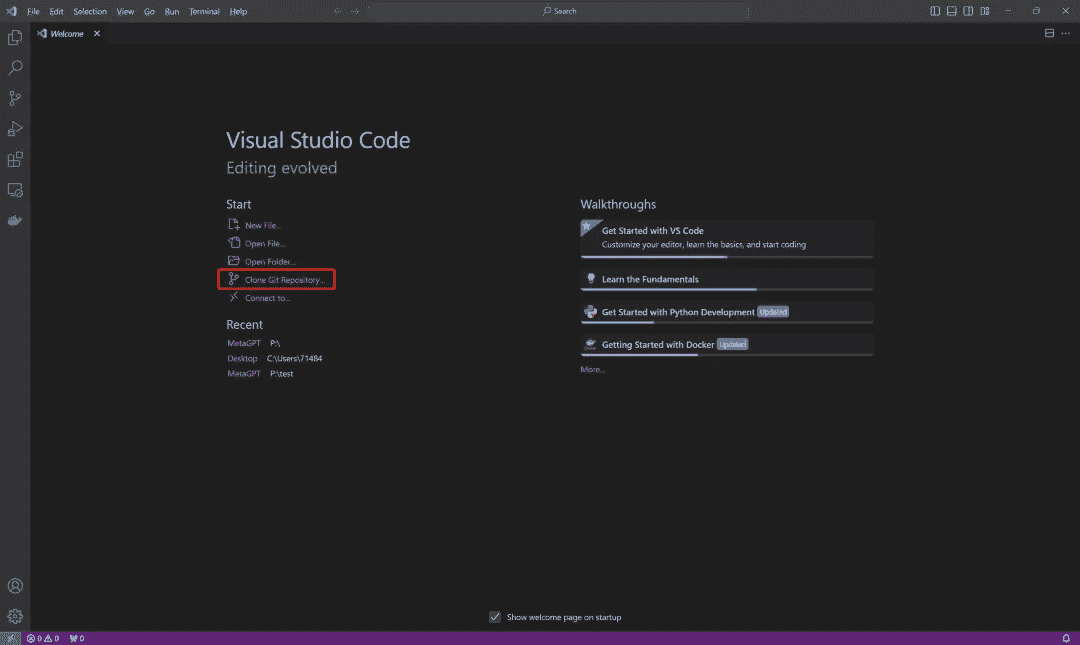 File Edit Selection View Go Run Terminal Help
Search
Welcome
Visual Studio Code
Editing evolved
Start
New File...
Open File...
Open Folder...
Clone Git Repository...
Connect to...
Recent
MetaGPT P:\
Desktop C:\Users\71484
MetaGPT P:\test
Walkthroughs
Get Started with VS Code
Customize your editor, learn the basics, and start coding
Learn the Fundamentals
Get Started with Python Development Updated
Getting Started with Docker Updated
More...
Show welcome page on startup
0 0 0